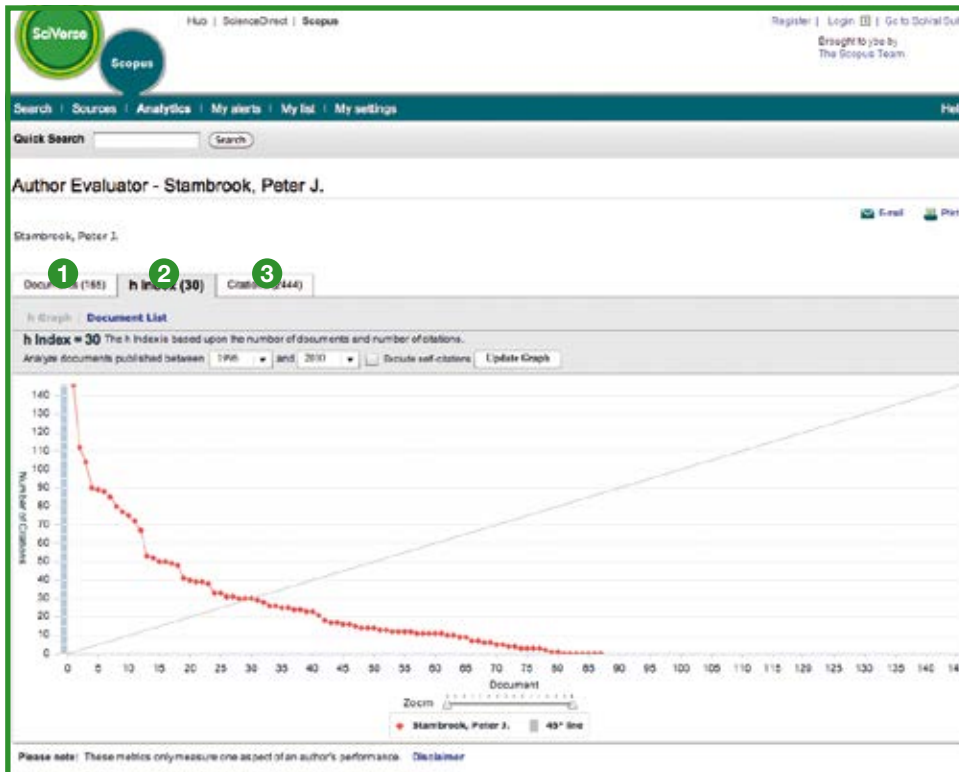 SciVerse
Scopus
Hub | ScienceDirect | Scopus
Register | Login | Go to SciVal Sui
Brought to you by
The Scopus Team
Search | Sources | Analytics | My alerts | My list | My settings
Hel
Quick Search
Search
Author Evaluator - Stambrook, Peter J.
E-mail
Print
Stambrook, Peter J.
1
2
3
h Index (30)
h Graph | Document List
h Index = 30 The h Index is based upon the number of documents and number of citations.
Analyze documents published between 1996 and 2010 Exclude self-citations Update Graph
140
130
120
110
100
90
80
70
60
50
40
30
20
10
0
Number of Citations
0 5 10 15 20 25 30 35 40 45 50 55 60 65 70 75 80 85 90 95 100 105 110 115 120 125 130 135 140 14
Document
Zoom
Stambrook, Peter J. 45° line
Please note: These metrics only measure one aspect of an author's performance. Disclaimer